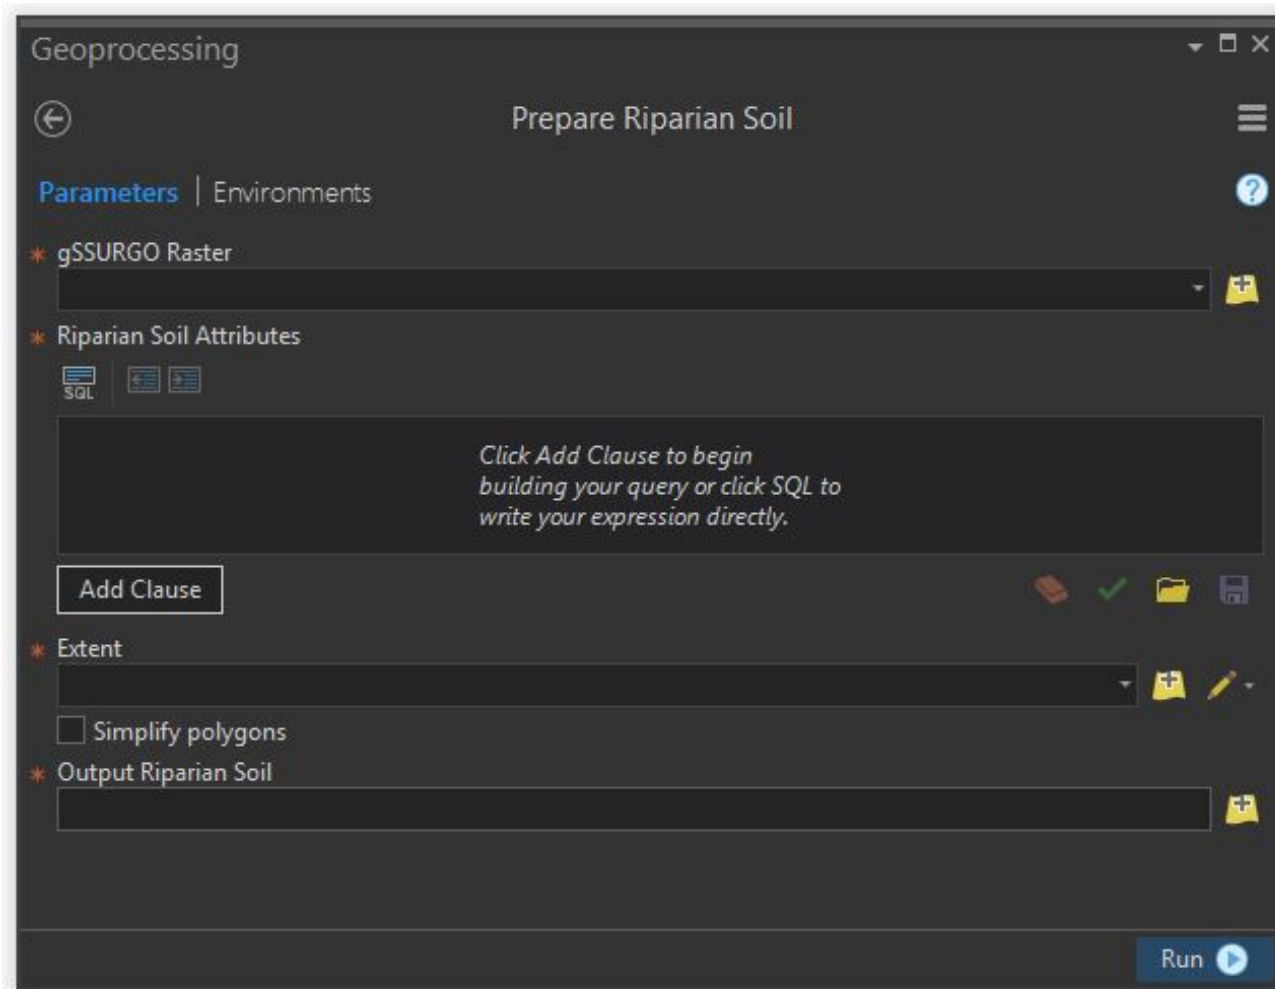 Geoprocessing
Prepare Riparian Soil
Parameters | Environments
gSSURGO Raster
Riparian Soil Attributes
SQL
Click Add Clause to begin
building your query or click SQL to
write your expression directly.
Add Clause
Extent
Simplify polygons
Output Riparian Soil
Run